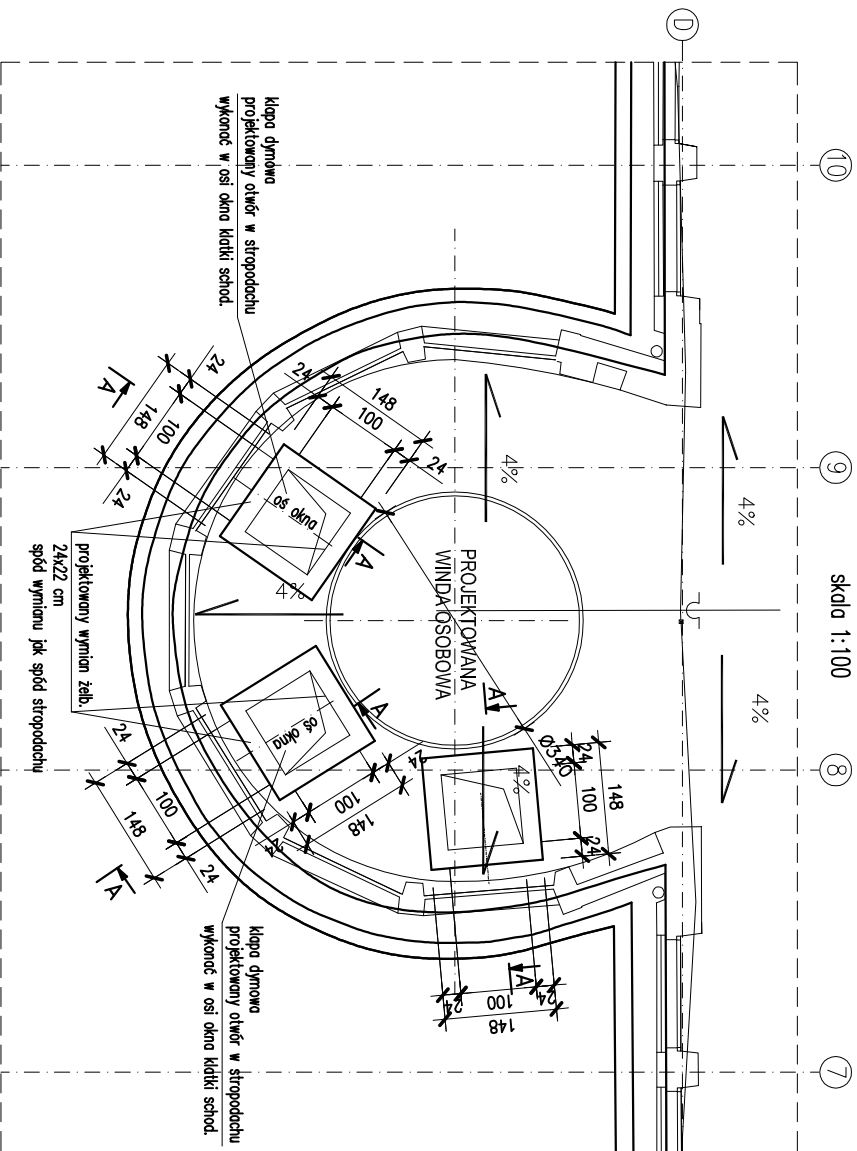 skala 1:100
D
10
9
8
7
4%
4%
4%
4%
4%
klapa dymowa
projektowany otwór w stropodachu
wykonać w osi okna klatki schod.
projektowany wymian żelb.
24x22 cm
spód wymianu jak spód stropodachu
klapa dymowa
projektowany otwór w stropodachu
wykonać w osi okna klatki schod.
PROJEKTOWANA
WINDA OSOBOWA
Ø340
oś okna
oś okna
A
A
A
A
A
A
24
100
24
148
24
100
24
148
24
100
24
148
24
100
24
148
24
100
24
148
24
100
24
148